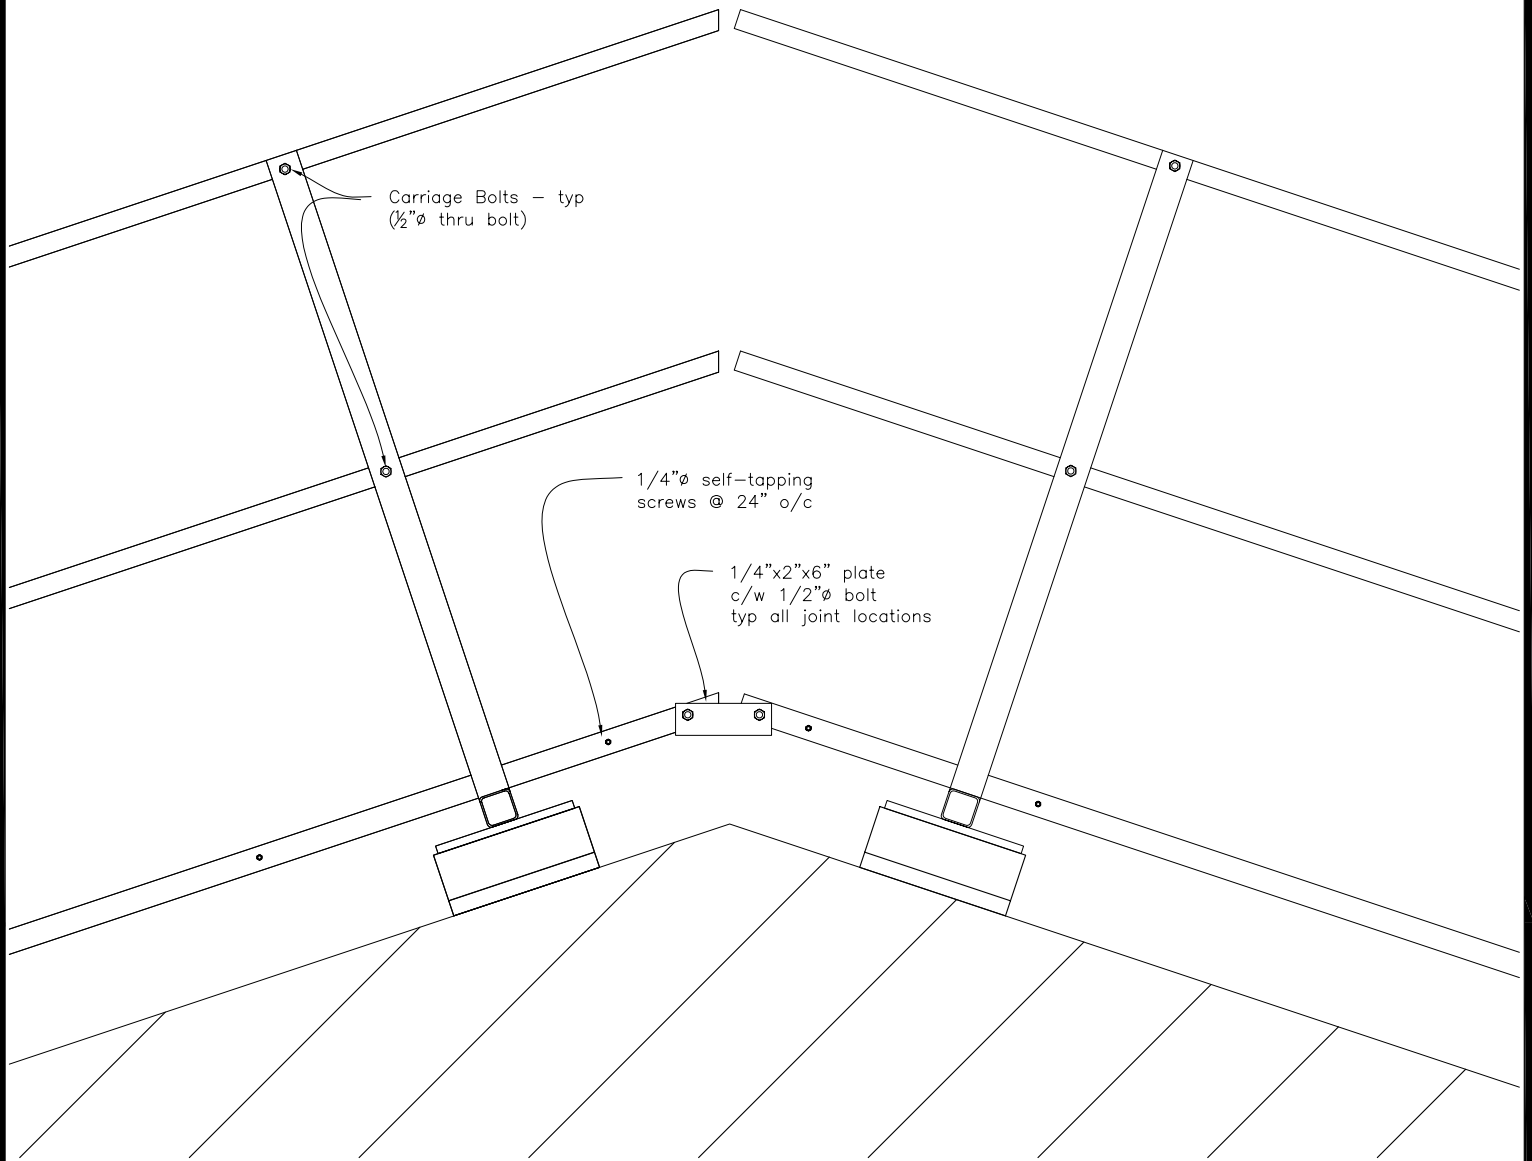 Carriage Bolts – typ
(½"ø thru bolt)
1/4"ø self–tapping
screws @ 24" o/c
1/4"x2"x6" plate
c/w 1/2"ø bolt
typ all joint locations